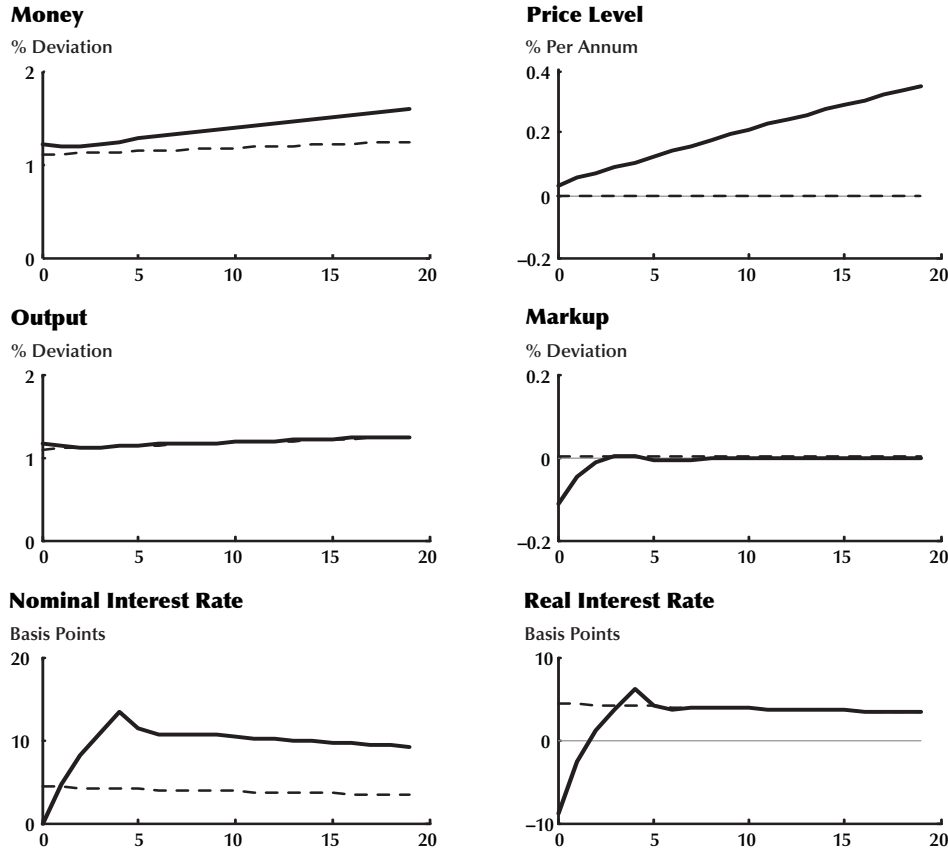 Money
% Deviation
2
1
0
0 5 10 15 20
Price Level
% Per Annum
0.4
0.2
0
–0.2
0 5 10 15 20
Output
% Deviation
2
1
0
0 5 10 15 20
Markup
% Deviation
0.2
0
–0.2
0 5 10 15 20
Nominal Interest Rate
Basis Points
20
10
0
0 5 10 15 20
Real Interest Rate
Basis Points
10
0
–10
0 5 10 15 20